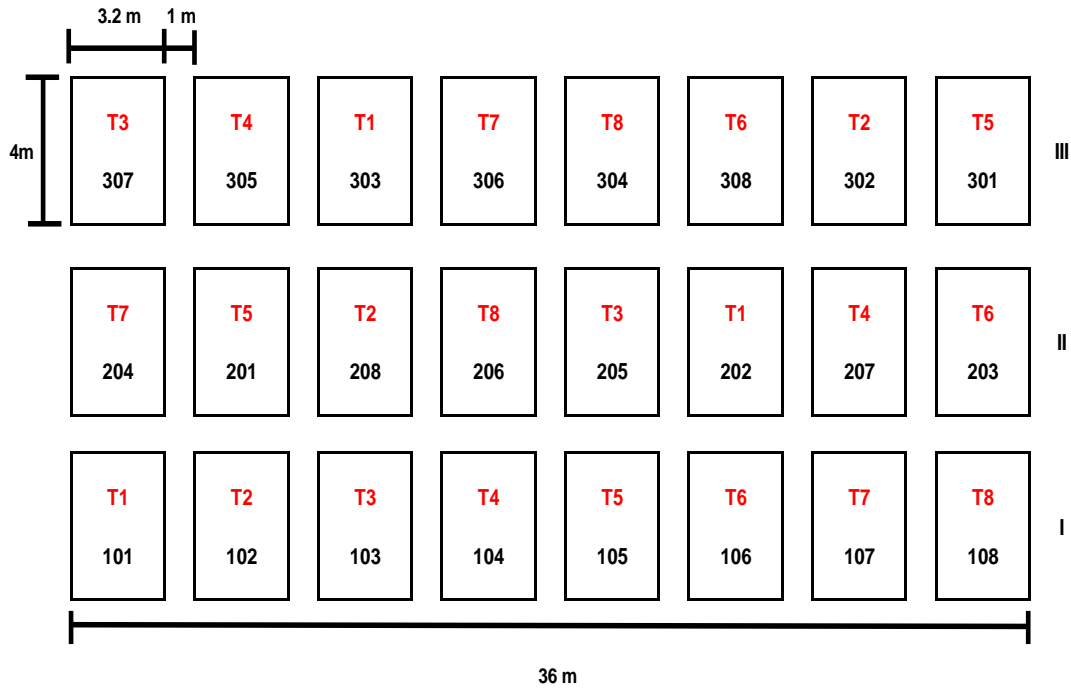 3.2 m 1 m
T3 T4 T1 T7 T8 T6 T2 T5
4m III
307 305 303 306 304 308 302 301
T7 T5 T2 T8 T3 T1 T4 T6
II
204 201 208 206 205 202 207 203
T1 T2 T3 T4 T5 T6 T7 T8
I
101 102 103 104 105 106 107 108
36 m